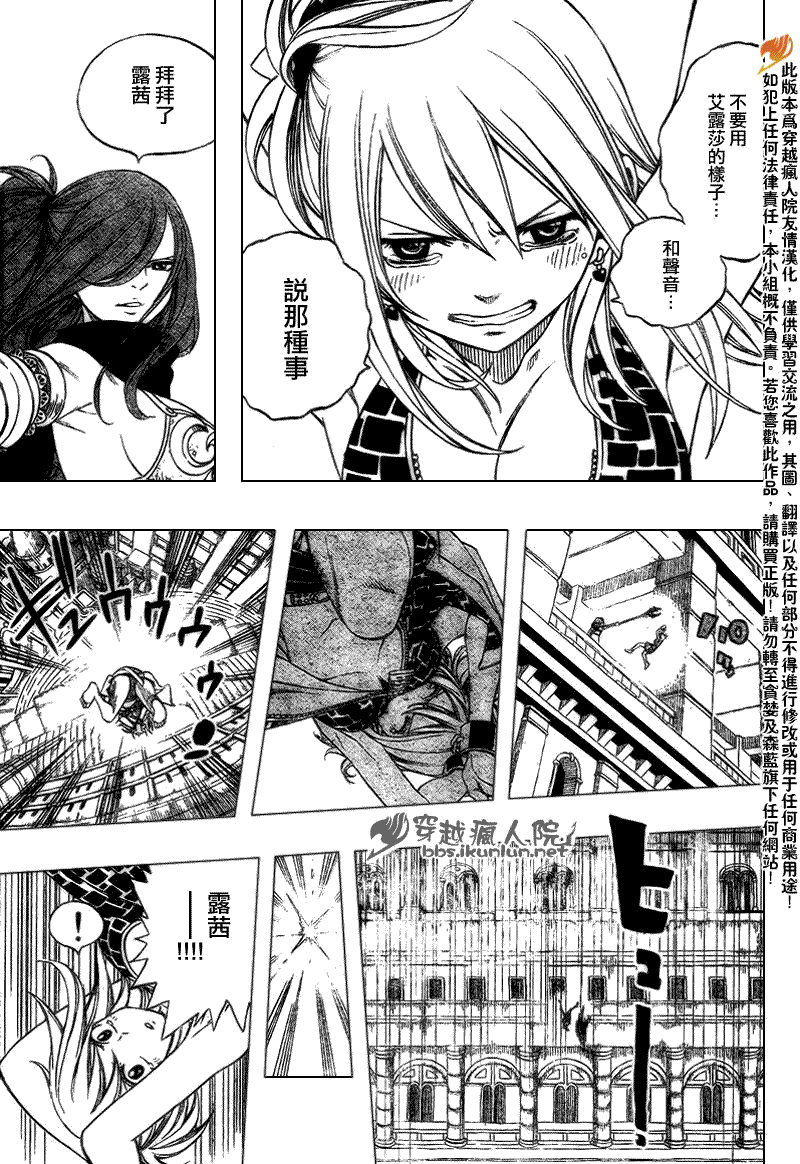 不要用
艾露莎的樣子…
和聲音…
説那種事
拜拜了
露茜
パン
ギュウウウウ…!
穿越瘋人院
bbs.ikunlun.net
ヒュー
露茜
——!!!!
!
此版本爲穿越瘋人院友情漢化，僅供學習交流之用，其圖、翻譯以及任何部分不得進行修改或用于任何商業用途！
如犯上任何法律責任，本小組概不負責。若您喜歡此作品，請購買正版！請勿轉至貪婪及森藍旗下任何網站！